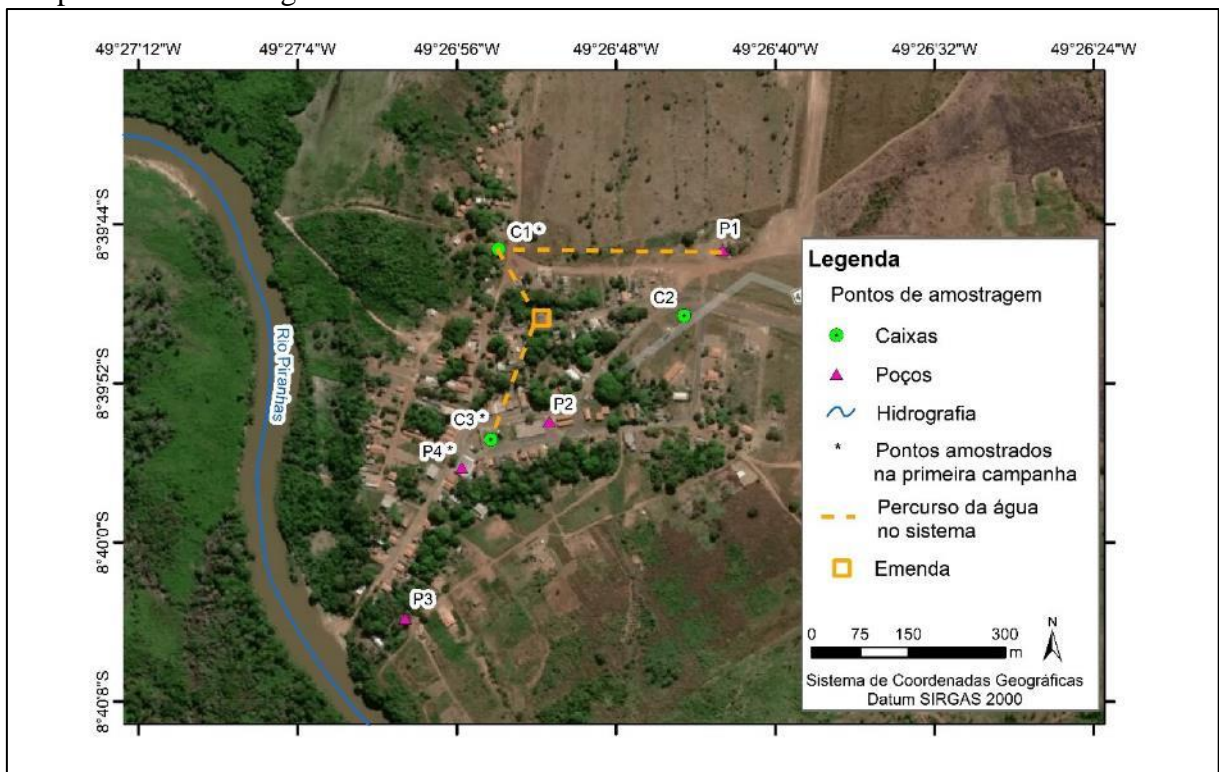 49°27'12"W 49°27'4"W 49°26'56"W 49°26'48"W 49°26'40"W 49°26'32"W 49°26'24"W
8°39'44"S
8°39'52"S
8°40'0"S
8°40'8"S
Rio Piranhas
C1*
P1
C2
P2
C3*
P4*
P3
Legenda
Pontos de amostragem
Caixas
Poços
Hidrografia
* Pontos amostrados
na primeira campanha
Percurso da água
no sistema
Emenda
0 75 150 300
m
N
Sistema de Coordenadas Geográficas
Datum SIRGAS 2000